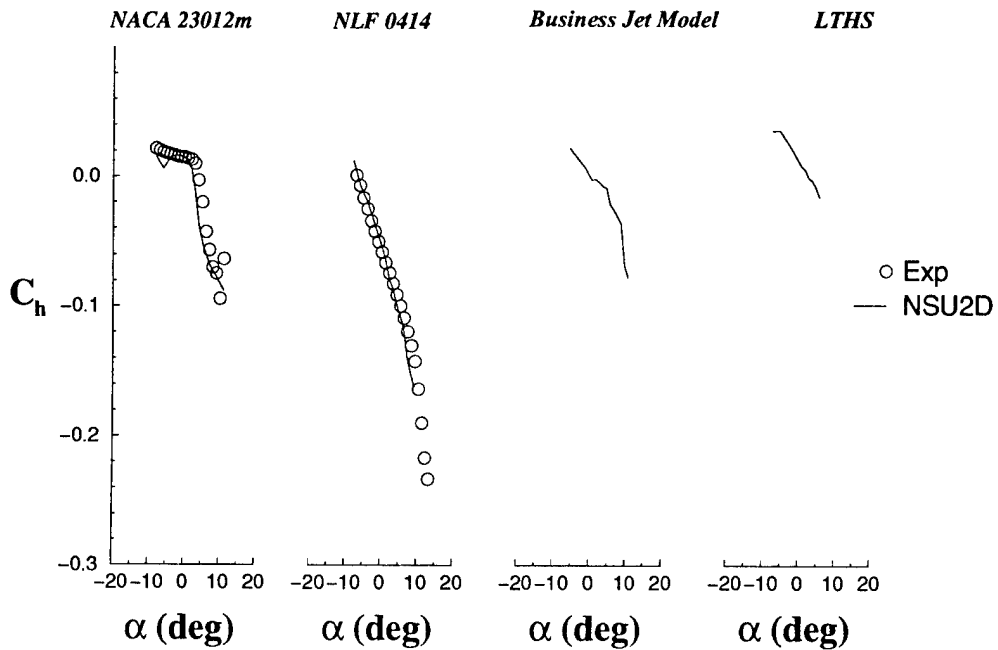 NACA 23012m NLF 0414 Business Jet Model LTHS
0.0
−0.1
−0.2
−0.3
C_h
Exp
NSU2D
−20 −10 0 10 20 −20 −10 0 10 20 −20 −10 0 10 20 −20 −10 0 10 20
α (deg) α (deg) α (deg) α (deg)